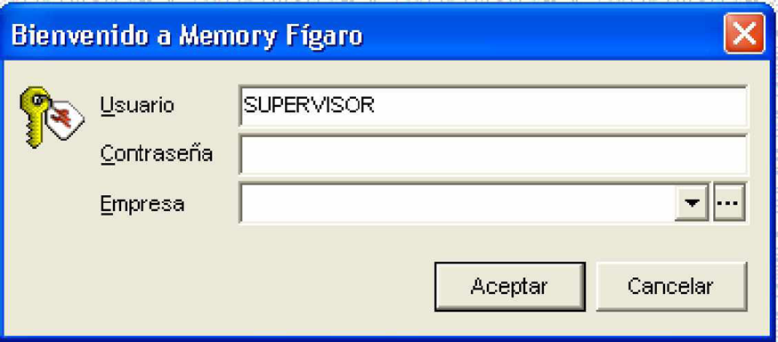 Bienvenido a Memory Fígaro
Usuario SUPERVISOR
Contraseña
Empresa ...
Aceptar Cancelar